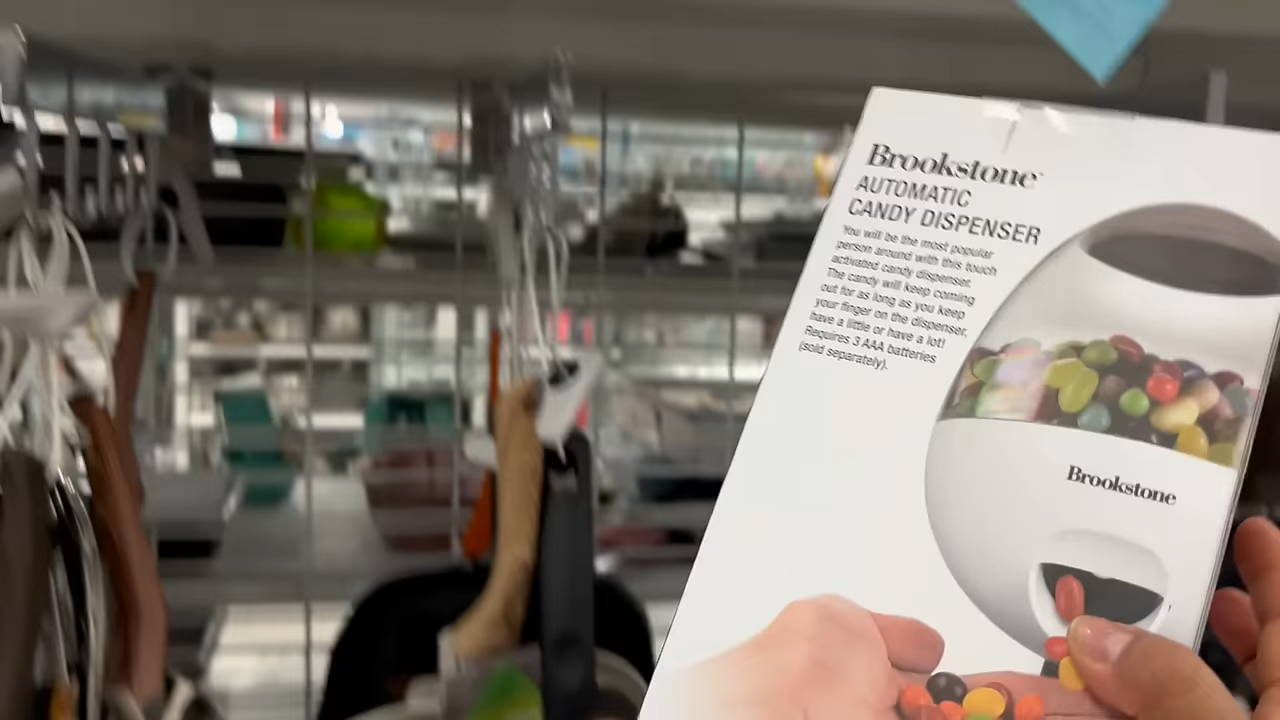 Brookstone
AUTOMATIC
CANDY DISPENSER
You will be the most popular
person around with this touch
activated candy dispenser.
The candy will keep coming
out for as long as you keep
your finger on the dispenser,
have a little or have a lot!
Requires 3 AAA batteries
(sold separately).
Brookstone